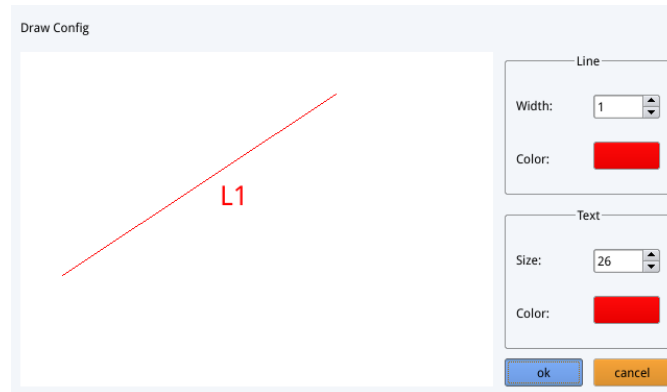 Draw Config
L1
Line
Width: 1
Color:
Text
Size: 26
Color:
ok cancel